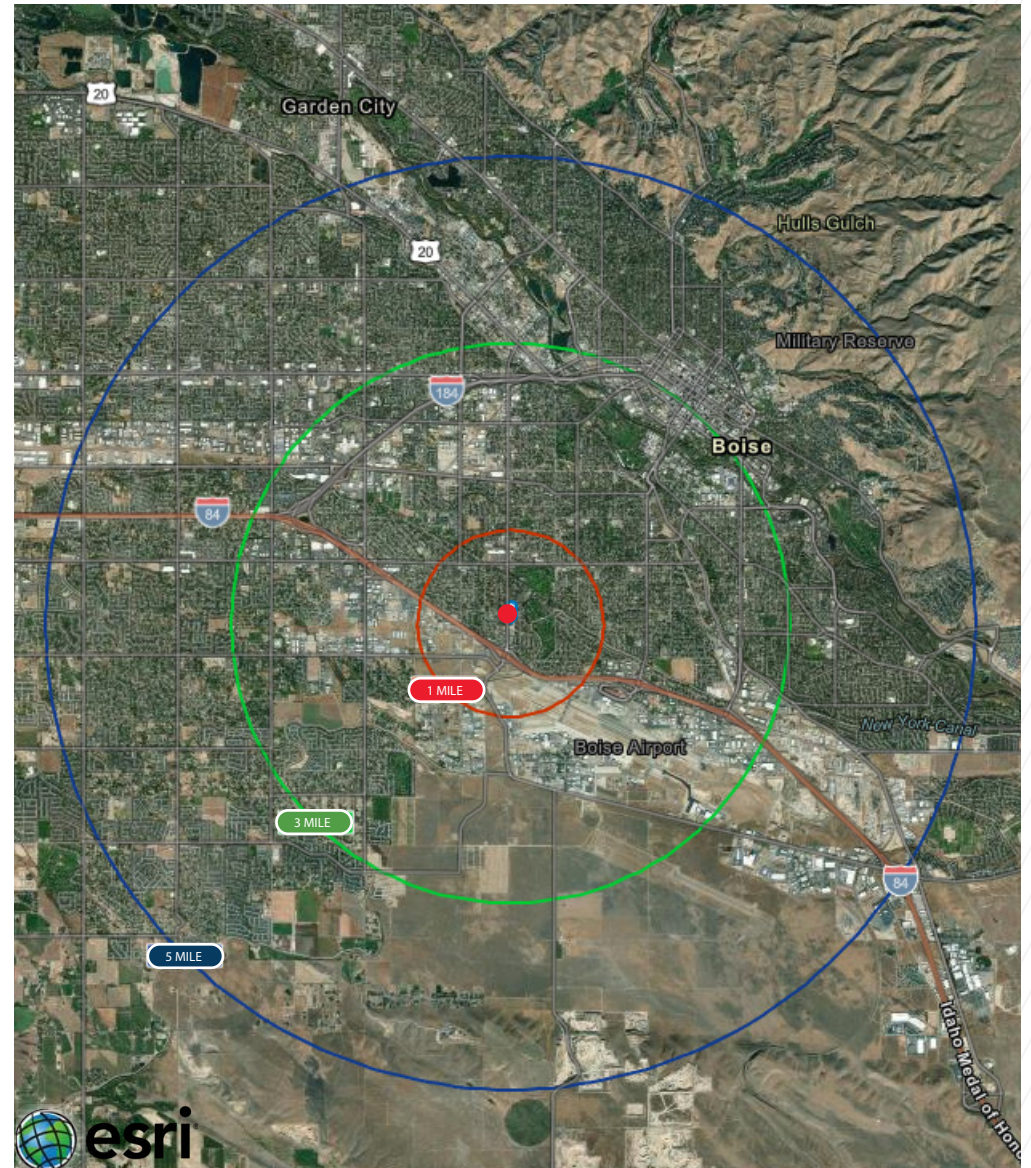 20
Garden City
Hulls Gulch
20
Military Reserve
184
Boise
84
1 MILE
New York Canal
Boise Airport
3 MILE
84
5 MILE
Idaho Medal of Hono
esri